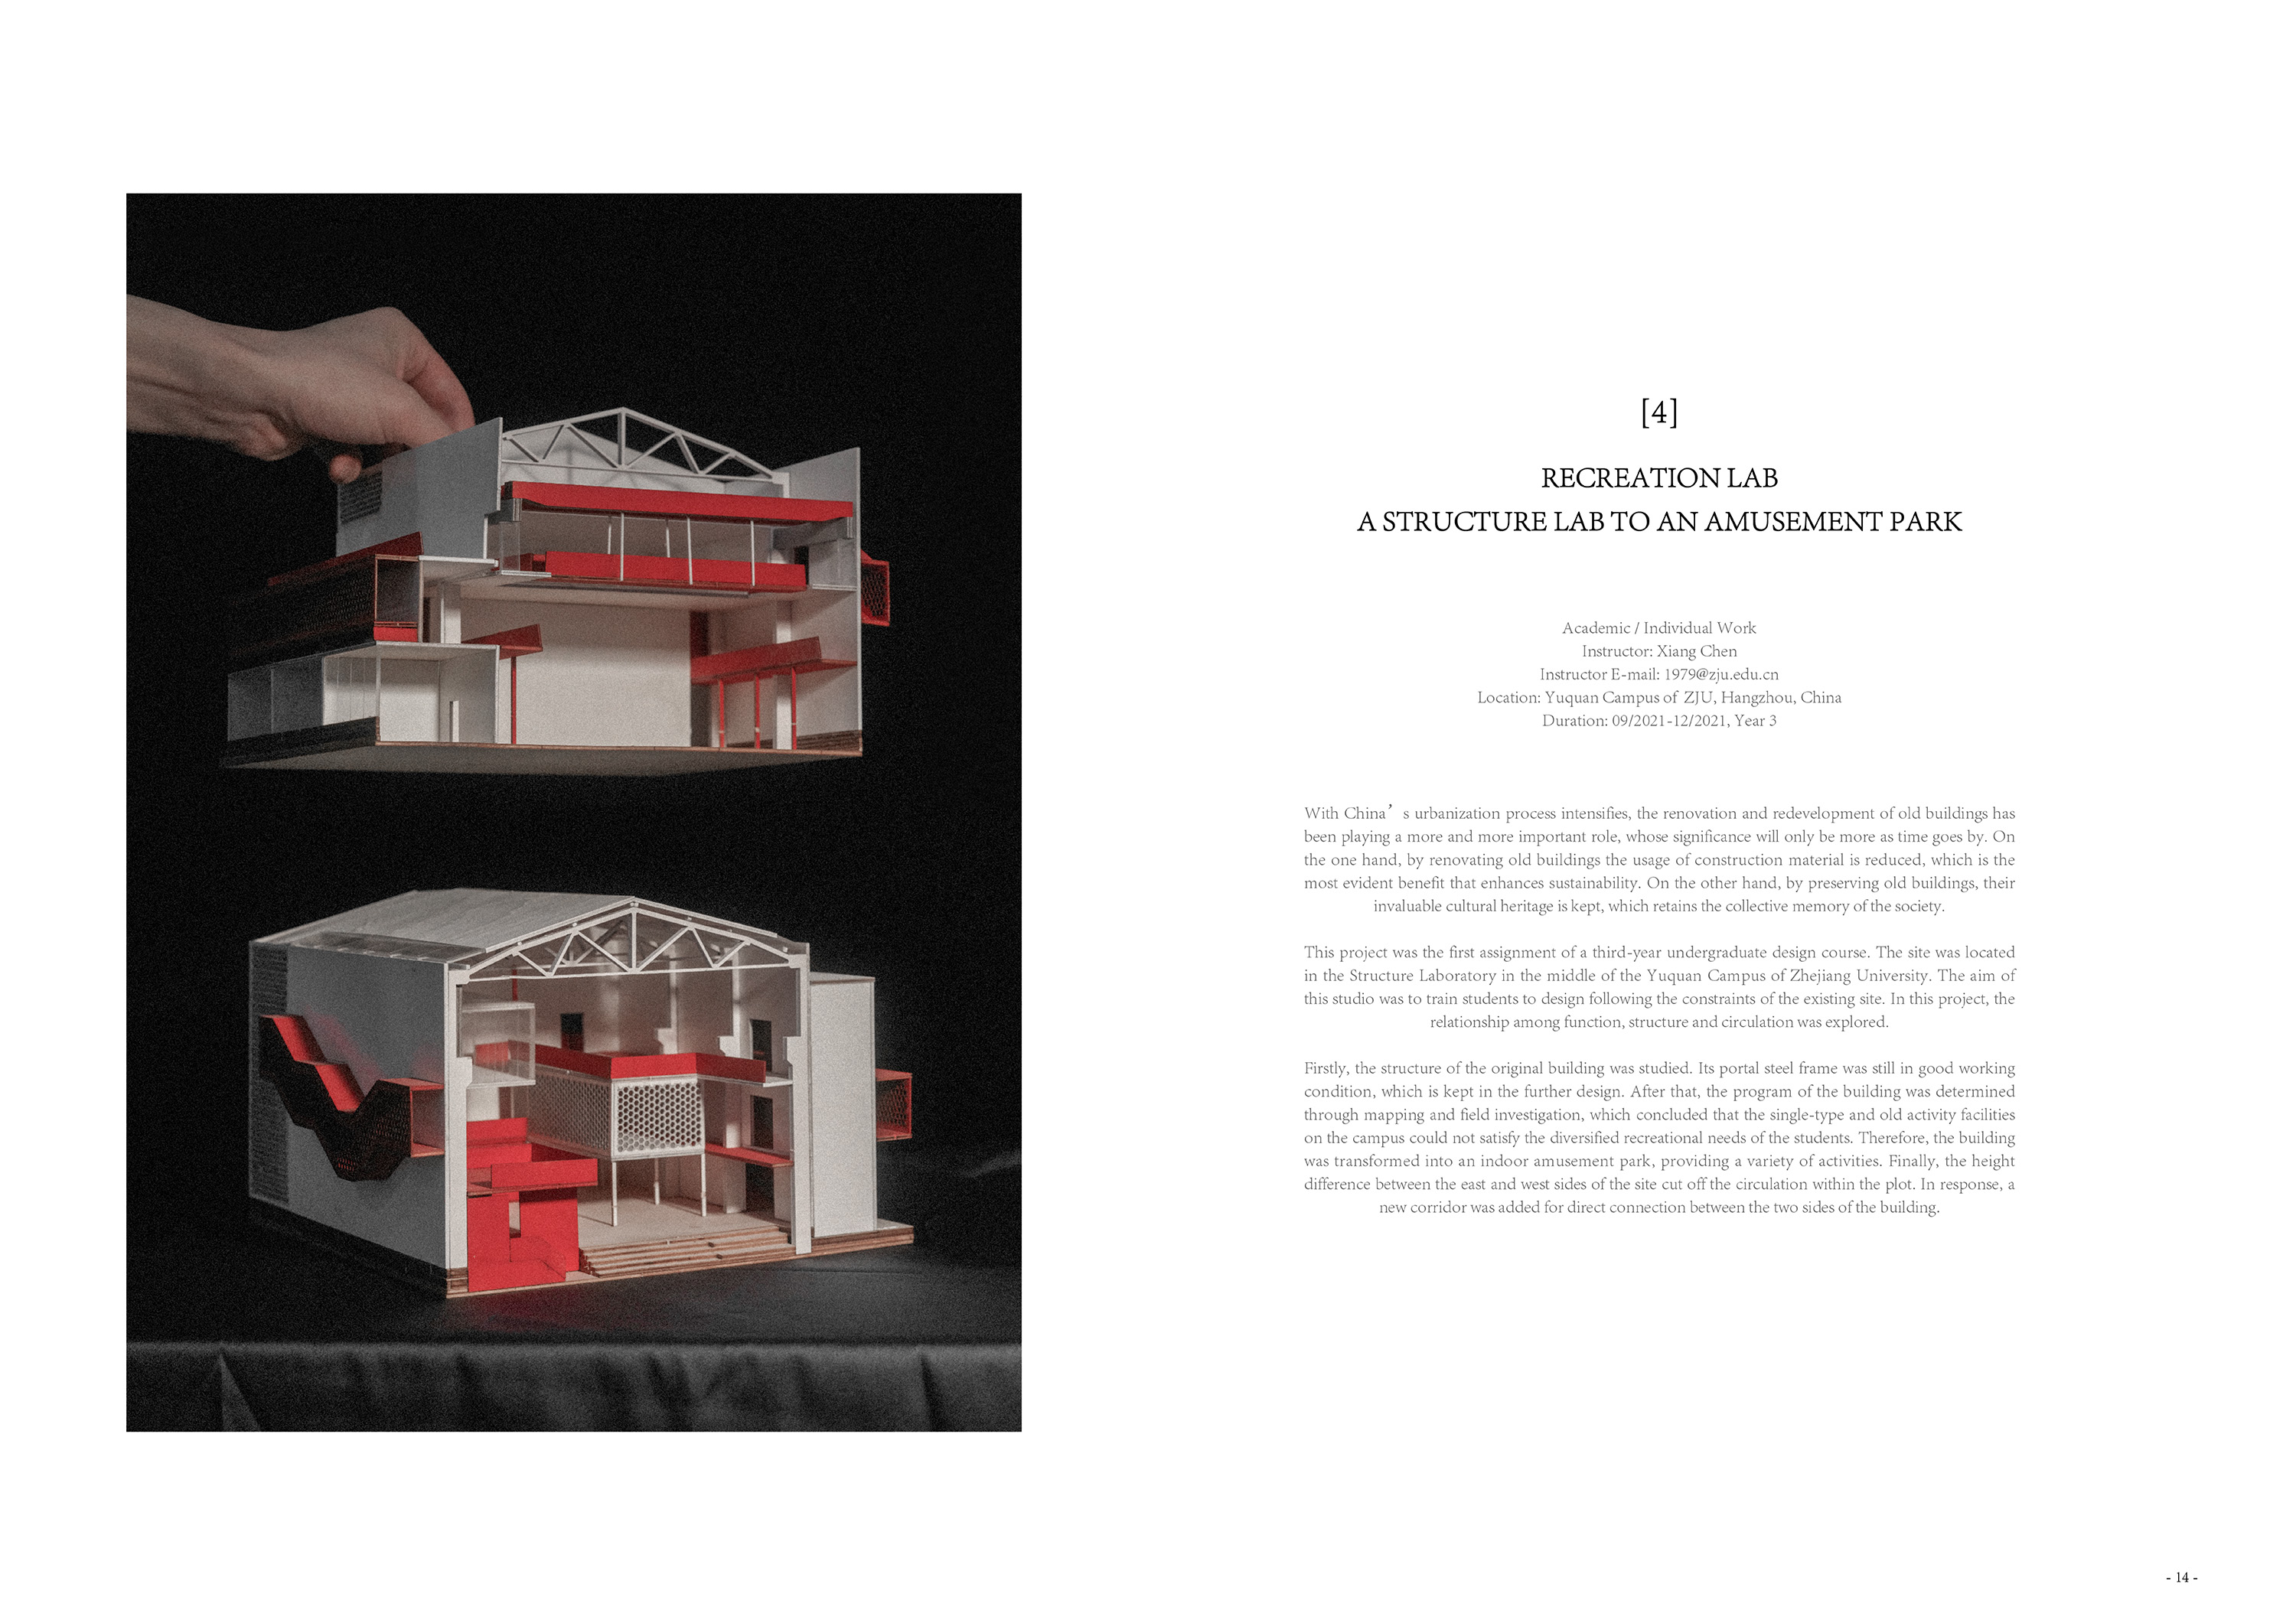 [4]
RECREATION LAB
A STRUCTURE LAB TO AN AMUSEMENT PARK
Academic / Individual Work
Instructor: Xiang Chen
Instructor E-mail: 1979@zju.edu.cn
Location: Yuquan Campus of ZJU, Hangzhou, China
Duration: 09/2021-12/2021, Year 3
With China’s urbanization process intensifies, the renovation and redevelopment of old buildings has
been playing a more and more important role, whose significance will only be more as time goes by. On
the one hand, by renovating old buildings the usage of construction material is reduced, which is the
most evident benefit that enhances sustainability. On the other hand, by preserving old buildings, their
invaluable cultural heritage is kept, which retains the collective memory of the society.
This project was the first assignment of a third-year undergraduate design course. The site was located
in the Structure Laboratory in the middle of the Yuquan Campus of Zhejiang University. The aim of
this studio was to train students to design following the constraints of the existing site. In this project, the
relationship among function, structure and circulation was explored.
Firstly, the structure of the original building was studied. Its portal steel frame was still in good working
condition, which is kept in the further design. After that, the program of the building was determined
through mapping and field investigation, which concluded that the single-type and old activity facilities
on the campus could not satisfy the diversified recreational needs of the students. Therefore, the building
was transformed into an indoor amusement park, providing a variety of activities. Finally, the height
difference between the east and west sides of the site cut off the circulation within the plot. In response, a
new corridor was added for direct connection between the two sides of the building.
- 14 -